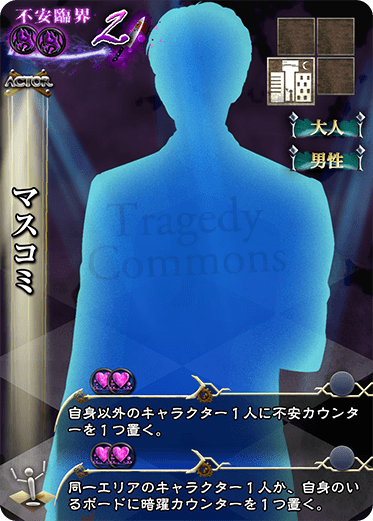 不安臨界
2
ACTOR
大人
男性
マスコミ
Tragedy
Commons
自身以外のキャラクター1人に不安カウンタ
ーを1つ置く。
同一エリアのキャラクター1人か、自身のい
るボードに暗躍カウンターを1つ置く。